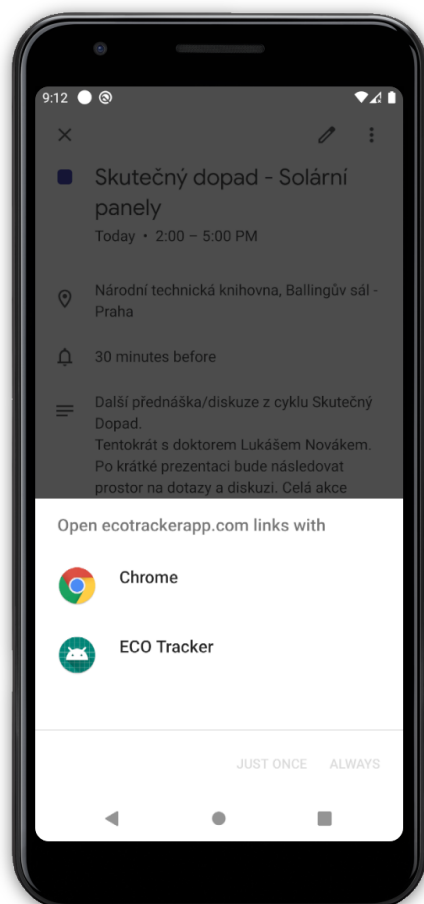 9:12
Skutečný dopad - Solární
panely
Today • 2:00 – 5:00 PM
Národní technická knihovna, Ballingův sál -
Praha
30 minutes before
Další přednáška/diskuze z cyklu Skutečný
Dopad.
Tentokrát s doktorem Lukášem Novákem.
Po krátké prezentaci bude následovat
prostor na dotazy a diskuzi. Celá akce
Open ecotrackerapp.com links with
Chrome
ECO Tracker
JUST ONCE ALWAYS